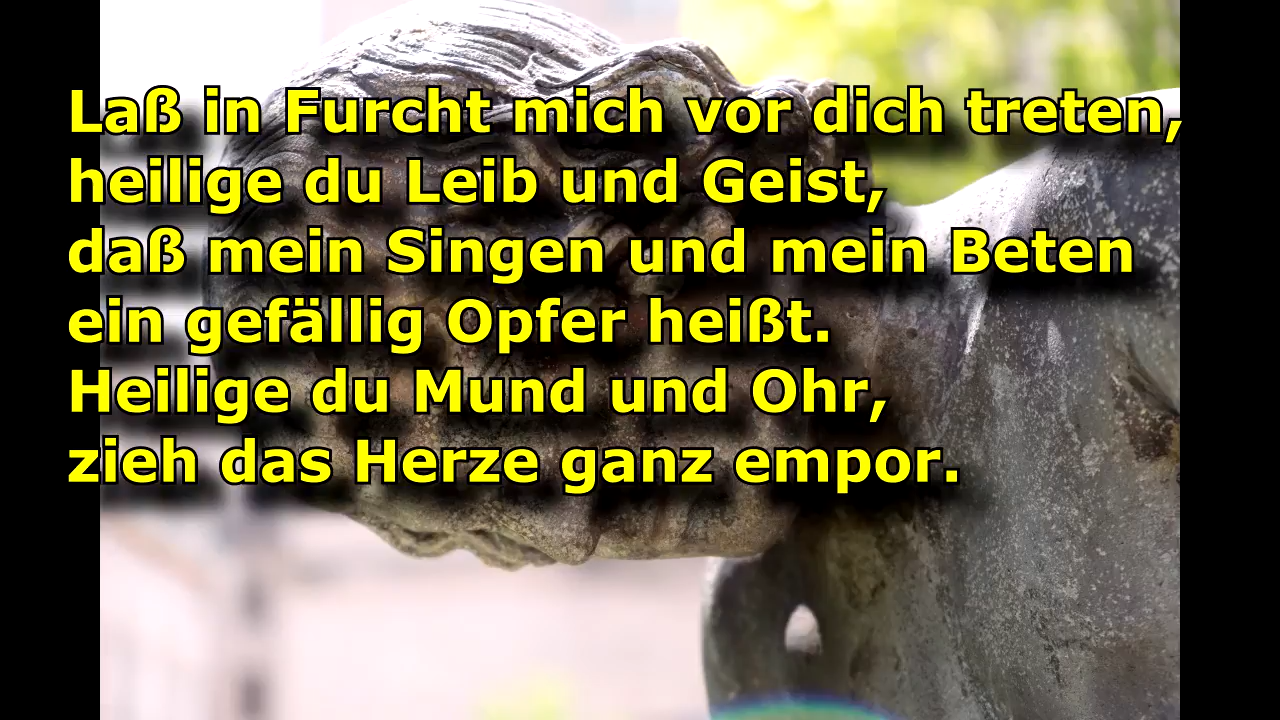 Laß in Furcht mich vor dich treten,
heilige du Leib und Geist,
daß mein Singen und mein Beten
ein gefällig Opfer heißt.
Heilige du Mund und Ohr,
zieh das Herze ganz empor.